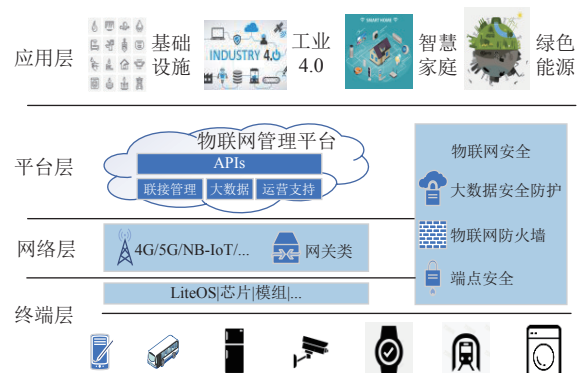 应用层
基础
设施
INDUSTRY 4.0
工业
4.0
SMART HOME
智慧
家庭
绿色
能源
平台层
物联网管理平台
APIs
联接管理
大数据
运营支持
物联网安全
大数据安全防护
物联网防火墙
端点安全
网络层
4G/5G/NB-IoT/...
网关类
终端层
LiteOS|芯片|模组|...